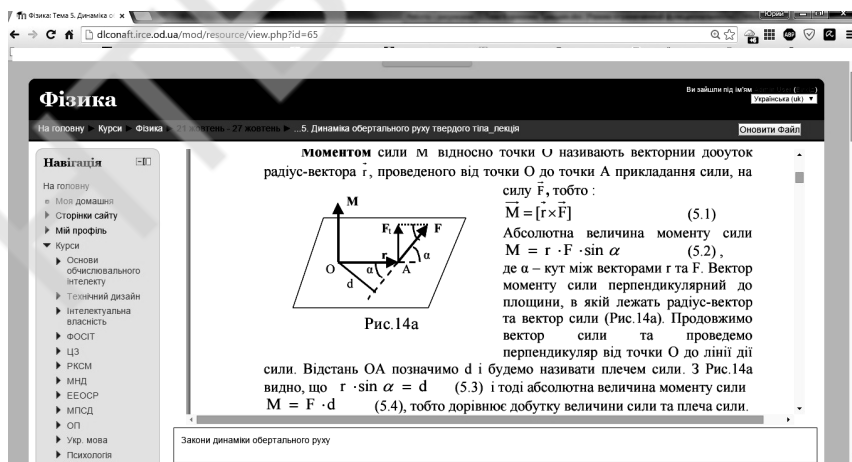 Фізика: Тема 5. Динаміка о
"Юрий"
dlconaft.irce.od.ua/mod/resource/view.php?id=65
ABP
Фізика
Ви зайшли під ім'ям
Українська (uk)
На головну ► Курси ► Фізика ► 21 жовтень - 27 жовтень ► ...5. Динаміка обертального руху твердого тіла_лекція
Оновити Файл
Навігація
На головну
Моя домашня
Сторінки сайту
Мій профіль
Курси
Основи
обчислювального
інтелекту
Технічний дизайн
Інтелектуальна
власність
ФОСІТ
ЦЗ
РКСМ
МНД
ЕЕОСР
МПСД
ОП
Укр. мова
Психологія
Моментом сили М відносно точки О називають векторний добуток
радіус-вектора r⃗, проведеного від точки О до точки А прикладання сили, на
силу F⃗, тобто :
M⃗ = [r⃗ × F⃗] (5.1)
Абсолютна величина моменту сили
M = r · F · sin α (5.2) ,
де α – кут між векторами r та F. Вектор
моменту сили перпендикулярний до
площини, в якій лежать радіус-вектор
та вектор сили (Рис.14а). Продовжимо
вектор сили та проведемо
перпендикуляр від точки О до лінії дії
M
F₁ F
r α
O α A
d
Рис.14а
сили. Відстань ОА позначимо d і будемо називати плечем сили. З Рис.14а
видно, що r · sin α = d (5.3) і тоді абсолютна величина моменту сили
M = F · d (5.4), тобто дорівнює добутку величини сили та плеча сили.
Закони динаміки обертального руху